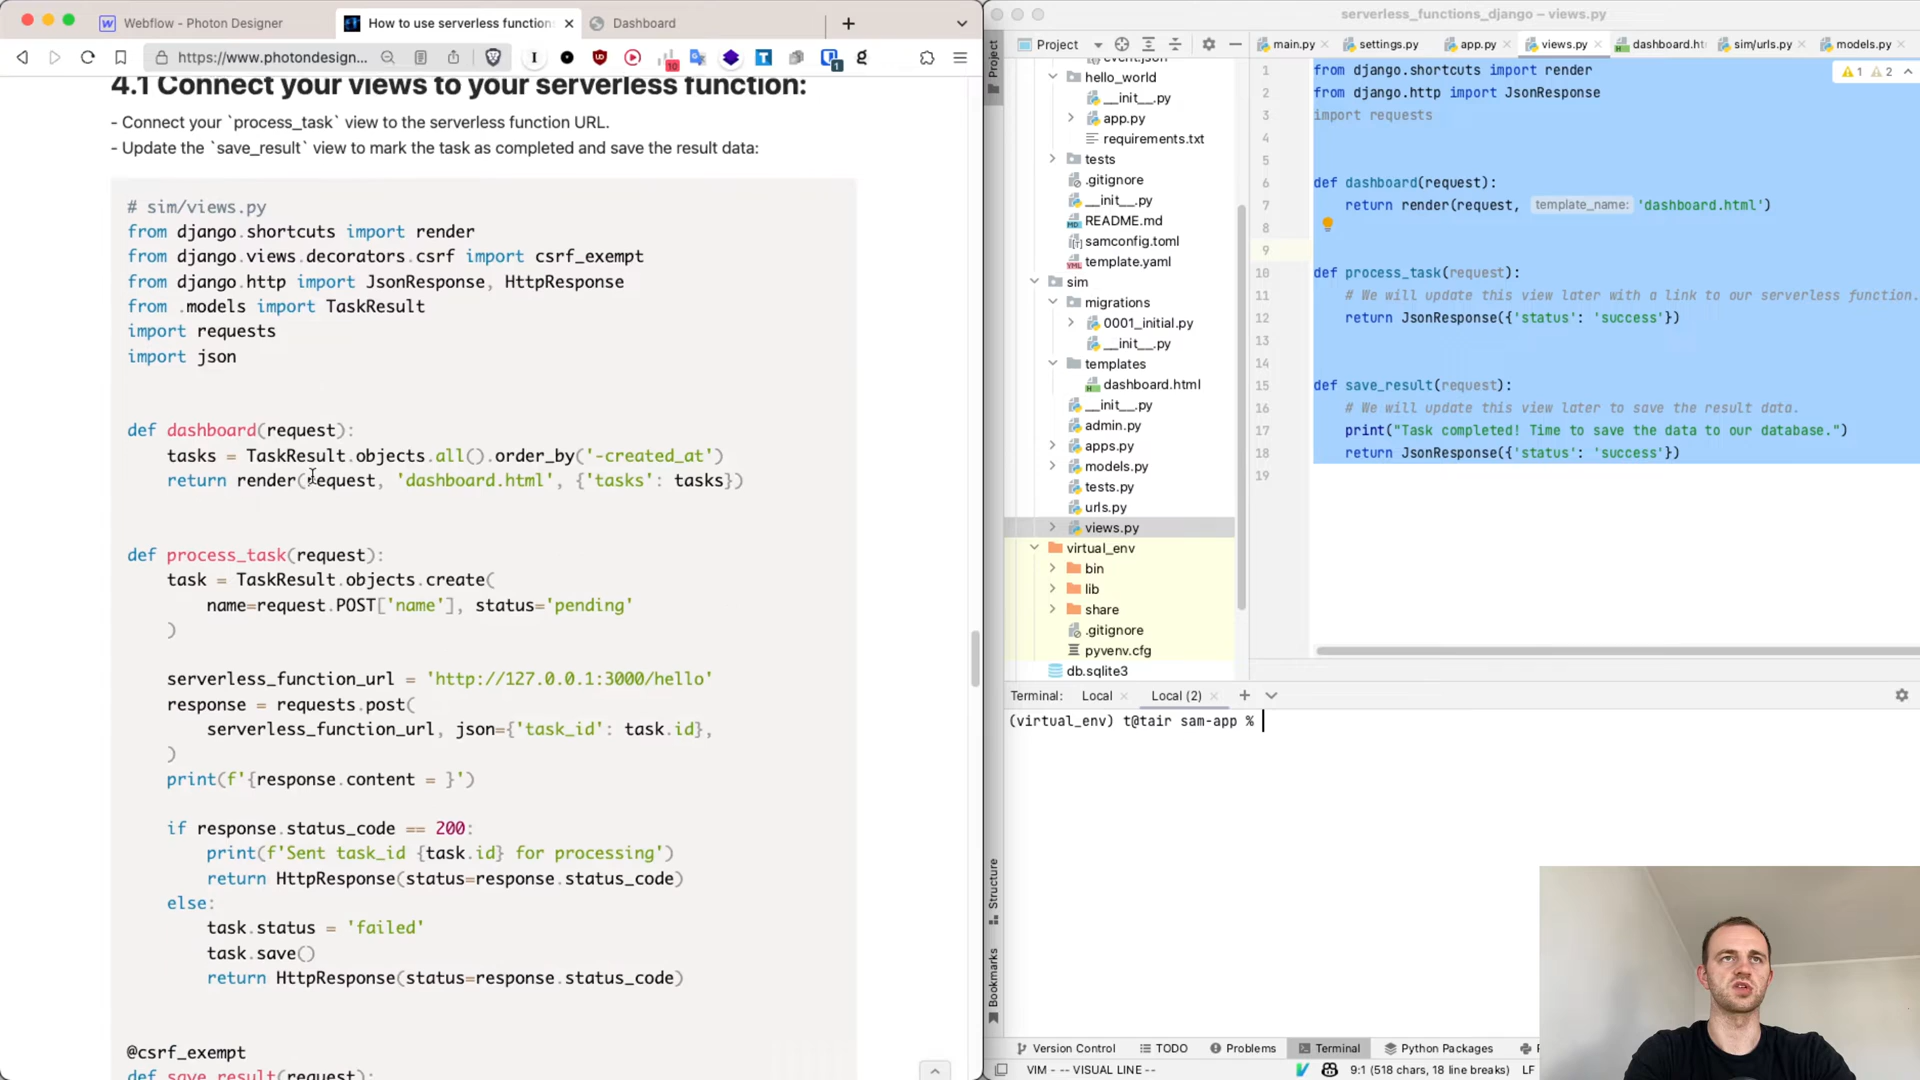 Webflow - Photon Designer
How to use serverless function
Dashboard
https://www.photondesign...
4.1 Connect your views to your serverless function:
- Connect your `process_task` view to the serverless function URL.
- Update the `save_result` view to mark the task as completed and save the result data:
# sim/views.py
from django.shortcuts import render
from django.views.decorators.csrf import csrf_exempt
from django.http import JsonResponse, HttpResponse
from .models import TaskResult
import requests
import json
def dashboard(request):
tasks = TaskResult.objects.all().order_by('-created_at')
return render(request, 'dashboard.html', {'tasks': tasks})
def process_task(request):
task = TaskResult.objects.create(
name=request.POST['name'], status='pending'
)
serverless_function_url = 'http://127.0.0.1:3000/hello'
response = requests.post(
serverless_function_url, json={'task_id': task.id},
)
print(f'{response.content = }')
if response.status_code == 200:
print(f'Sent task_id {task.id} for processing')
return HttpResponse(status=response.status_code)
else:
task.status = 'failed'
task.save()
return HttpResponse(status=response.status_code)
@csrf_exempt
def save_result(request):
serverless_functions_django – views.py
Project
main.py
settings.py
app.py
views.py
dashboard.ht
sim/urls.py
models.py
Project
event.json
hello_world
__init__.py
app.py
requirements.txt
tests
.gitignore
__init__.py
README.md
samconfig.toml
template.yaml
sim
migrations
0001_initial.py
__init__.py
templates
dashboard.html
__init__.py
admin.py
apps.py
models.py
tests.py
urls.py
views.py
virtual_env
bin
lib
share
.gitignore
pyvenv.cfg
db.sqlite3
1 from django.shortcuts import render
2 from django.http import JsonResponse
3 import requests
4
5
6 def dashboard(request):
7 return render(request, template_name: 'dashboard.html')
8
9
10 def process_task(request):
11 # We will update this view later with a link to our serverless function.
12 return JsonResponse({'status': 'success'})
13
14
15 def save_result(request):
16 # We will update this view later to save the result data.
17 print("Task completed! Time to save the data to our database.")
18 return JsonResponse({'status': 'success'})
19
1 2
Terminal: Local Local (2)
(virtual_env) t@tair sam-app %
Structure
Bookmarks
Version Control TODO Problems Terminal Python Packages
VIM - -- VISUAL LINE --
9:1 (518 chars, 18 line breaks) LF